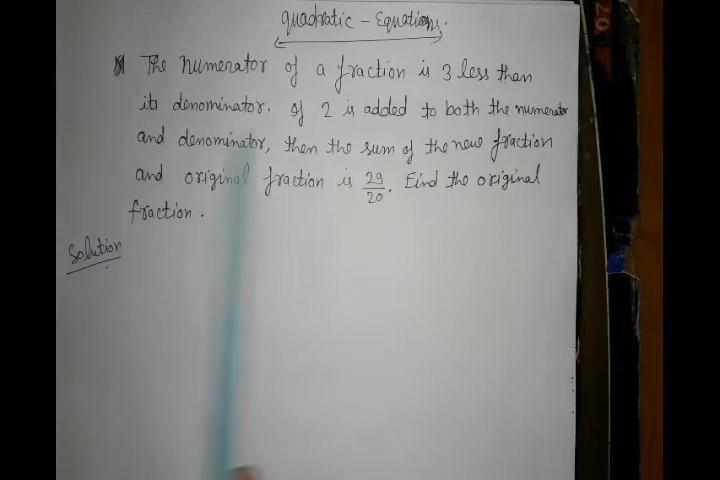 Quadratic - Equations.
The numerator of a fraction is 3 less than
its denominator. If 2 is added to both the numerator
and denominator, then the sum of the new fraction
and original fraction is 29/20. Find the original
fraction.
Solution